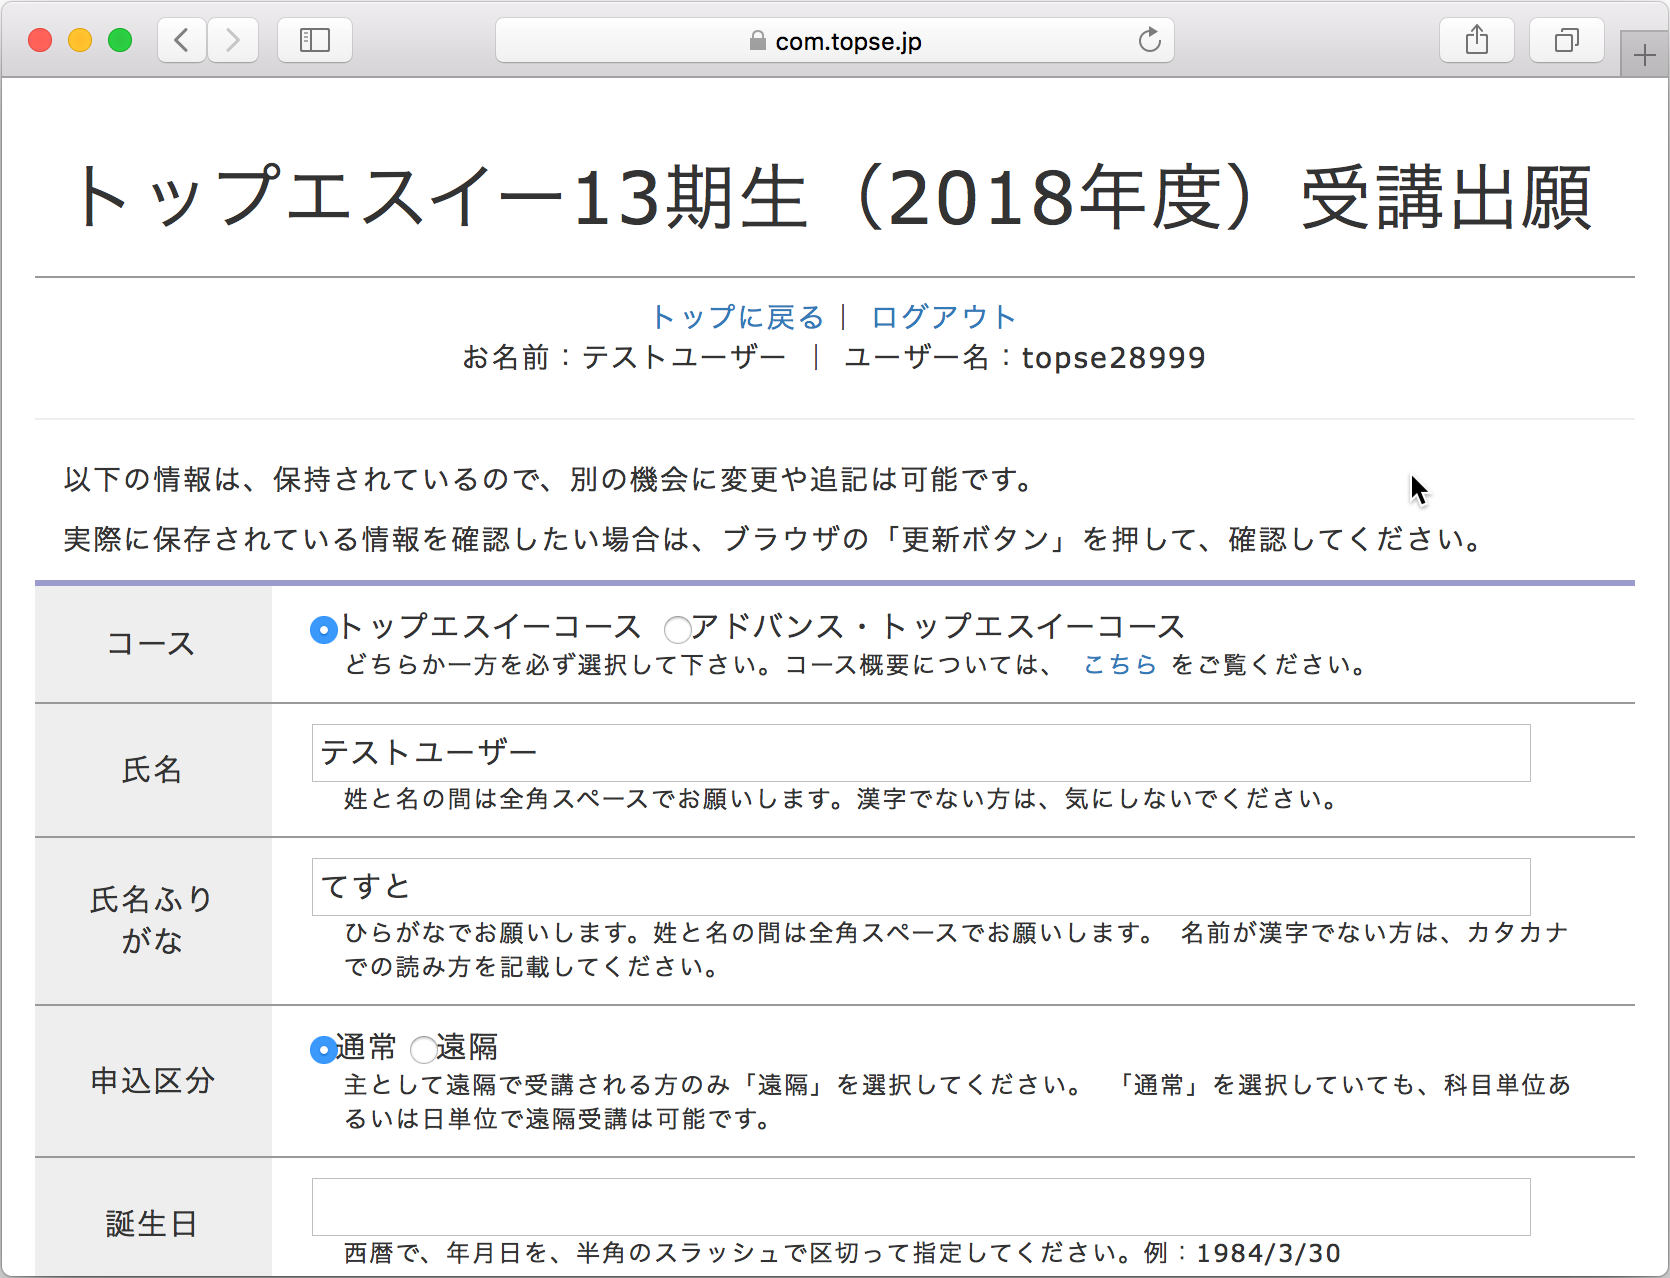 com.topse.jp
トップエスイー13期生（2018年度）受講出願
トップに戻る | ログアウト
お名前：テストユーザー | ユーザー名：topse28999
以下の情報は、保持されているので、別の機会に変更や追記は可能です。
実際に保存されている情報を確認したい場合は、ブラウザの「更新ボタン」を押して、確認してください。
コース
トップエスイーコース アドバンス・トップエスイーコース
どちらか一方を必ず選択して下さい。コース概要については、 こちら をご覧ください。
氏名
テストユーザー
姓と名の間は全角スペースでお願いします。漢字でない方は、気にしないでください。
氏名ふり
がな
てすと
ひらがなでお願いします。姓と名の間は全角スペースでお願いします。 名前が漢字でない方は、カタカナ
での読み方を記載してください。
申込区分
通常 遠隔
主として遠隔で受講される方のみ「遠隔」を選択してください。 「通常」を選択していても、科目単位あ
るいは日単位で遠隔受講は可能です。
誕生日
西暦で、年月日を、半角のスラッシュで区切って指定してください。例：1984/3/30